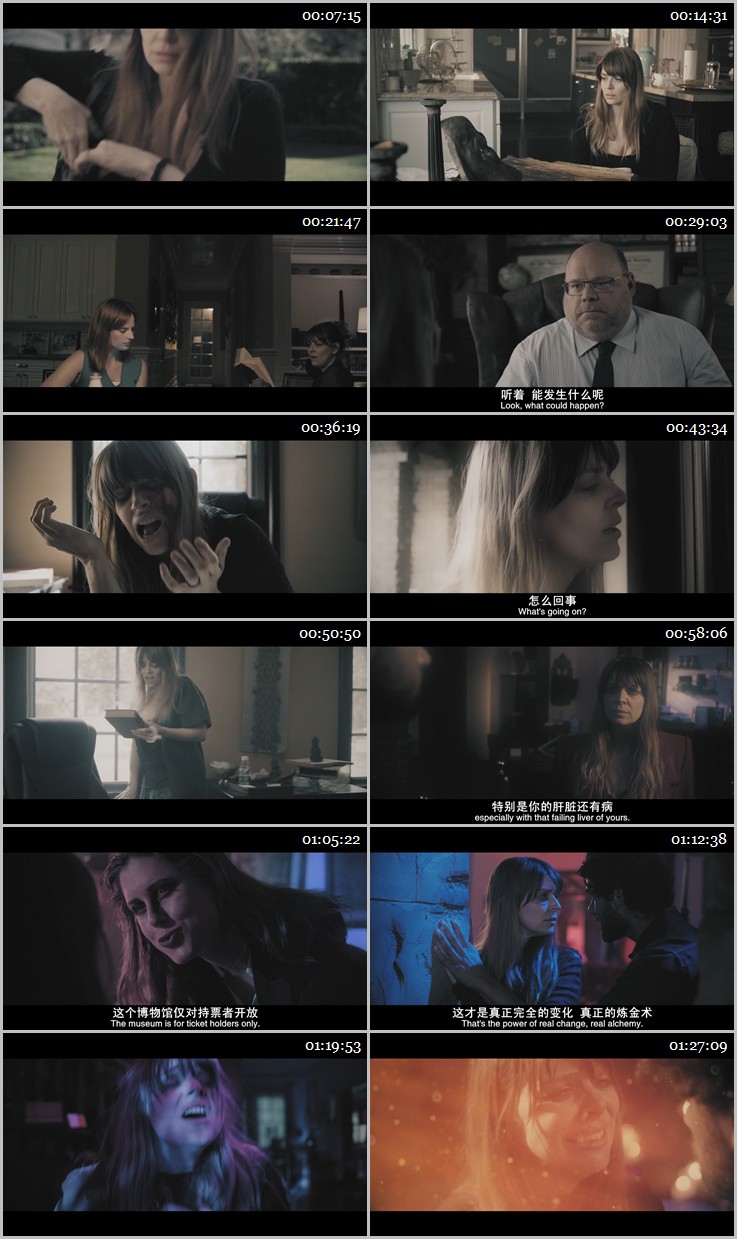 00:07:15
00:14:31
00:21:47
00:29:03
听着 能发生什么呢
Look, what could happen?
00:36:19
00:43:34
怎么回事
What's going on?
00:50:50
00:58:06
特别是你的肝脏还有病
especially with that failing liver of yours.
01:05:22
这个博物馆仅对持票者开放
The museum is for ticket holders only.
01:12:38
这才是真正完全的变化 真正的炼金术
That's the power of real change, real alchemy.
01:19:53
01:27:09